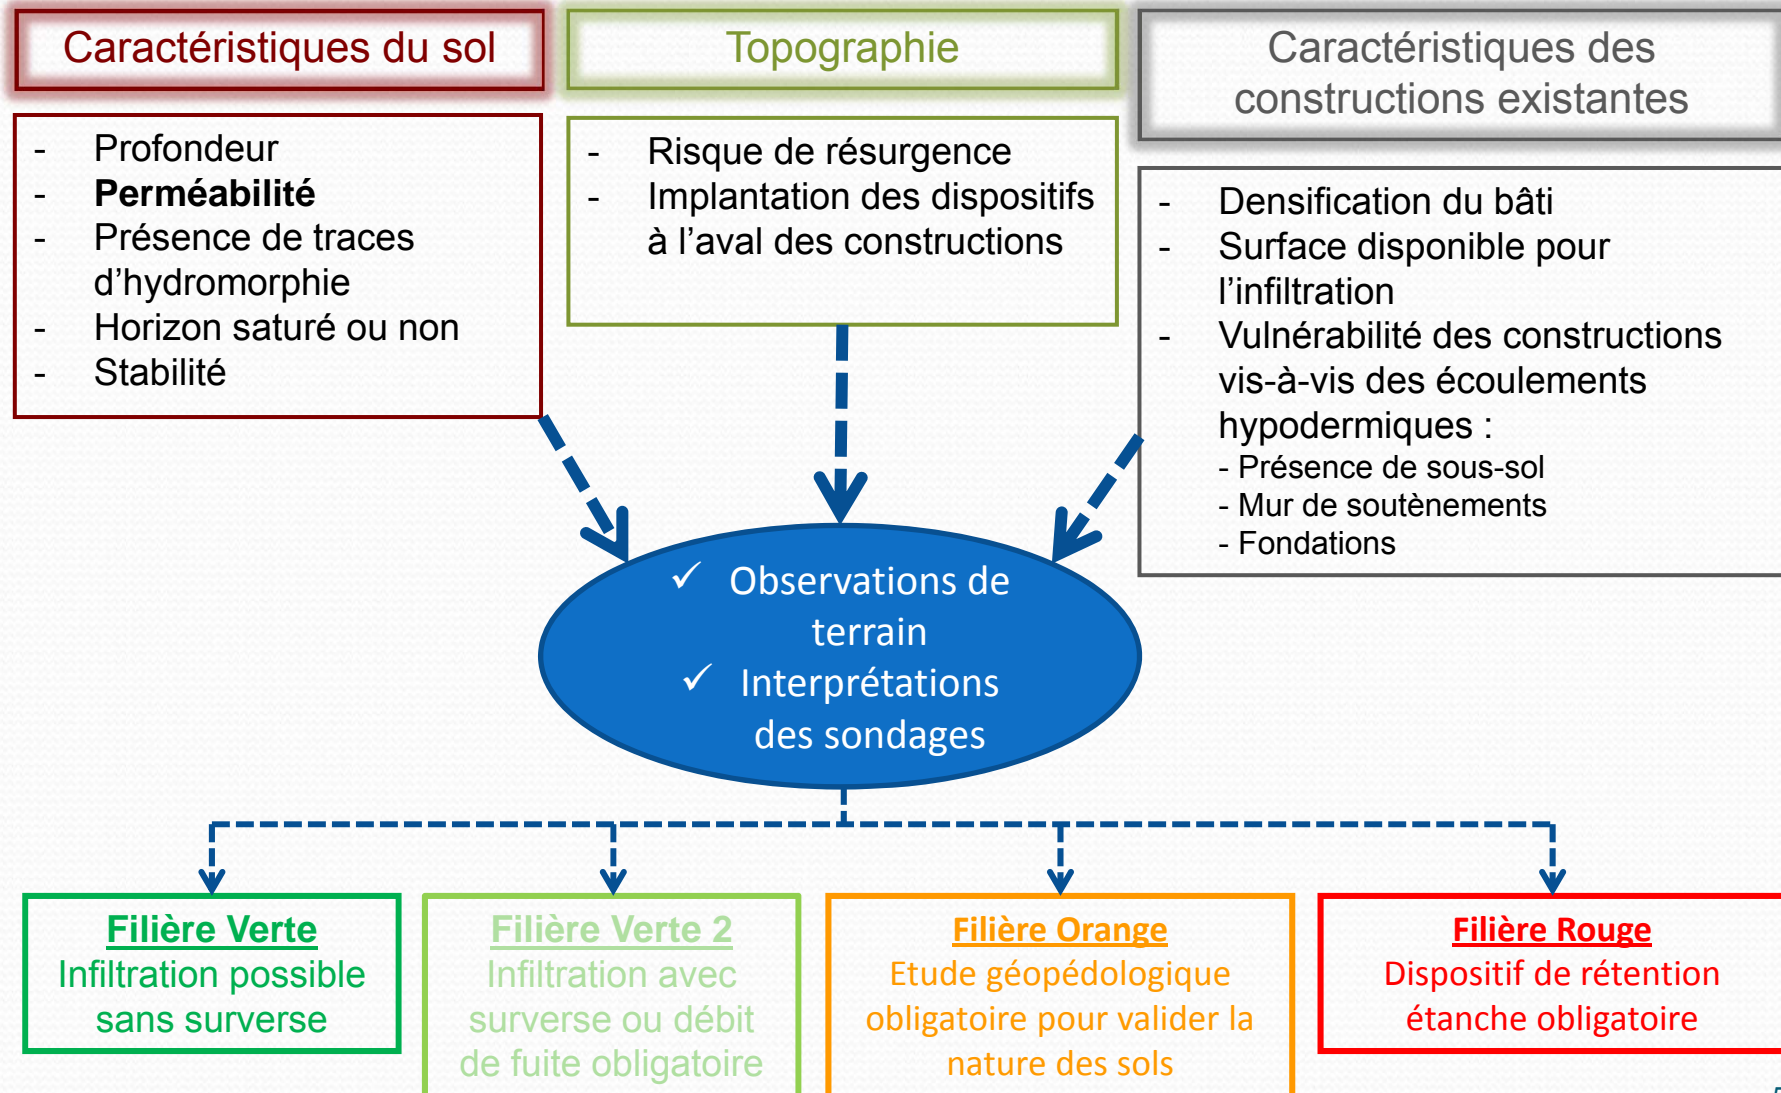 Caractéristiques du sol
- Profondeur
- Perméabilité
- Présence de traces
d’hydromorphie
- Horizon saturé ou non
- Stabilité
Topographie
- Risque de résurgence
- Implantation des dispositifs
à l’aval des constructions
Caractéristiques des
constructions existantes
- Densification du bâti
- Surface disponible pour
l’infiltration
- Vulnérabilité des constructions
vis-à-vis des écoulements
hypodermiques :
- Présence de sous-sol
- Mur de soutènements
- Fondations
✓ Observations de
terrain
✓ Interprétations
des sondages
Filière Verte
Infiltration possible
sans surverse
Filière Verte 2
Infiltration avec
surverse ou débit
de fuite obligatoire
Filière Orange
Etude géopédologique
obligatoire pour valider la
nature des sols
Filière Rouge
Dispositif de rétention
étanche obligatoire